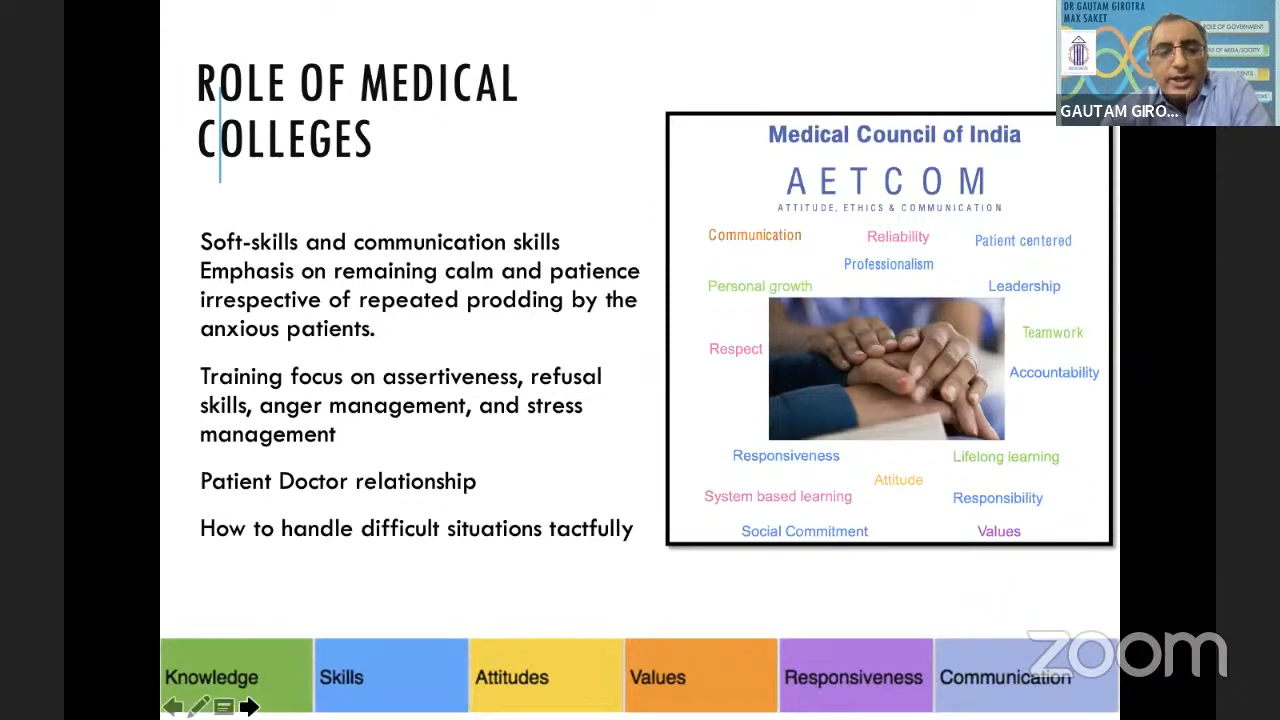 ROLE OF MEDICAL
COLLEGES
Soft-skills and communication skills
Emphasis on remaining calm and patience
irrespective of repeated prodding by the
anxious patients.
Training focus on assertiveness, refusal
skills, anger management, and stress
management
Patient Doctor relationship
How to handle difficult situations tactfully
Medical Council of India
AETCOM
ATTITUDE, ETHICS & COMMUNICATION
Communication
Reliability
Patient centered
Professionalism
Personal growth
Leadership
Teamwork
Respect
Accountability
Responsiveness
Lifelong learning
Attitude
System based learning
Responsibility
Social Commitment
Values
DR GAUTAM GIROTRA
MAX SAKET
ROLE OF GOVERNMENT
OF MEDIA/SOCIETY
GAUTAM GIRO...
Knowledge
Skills
Attitudes
Values
Responsiveness
Communication
zoom